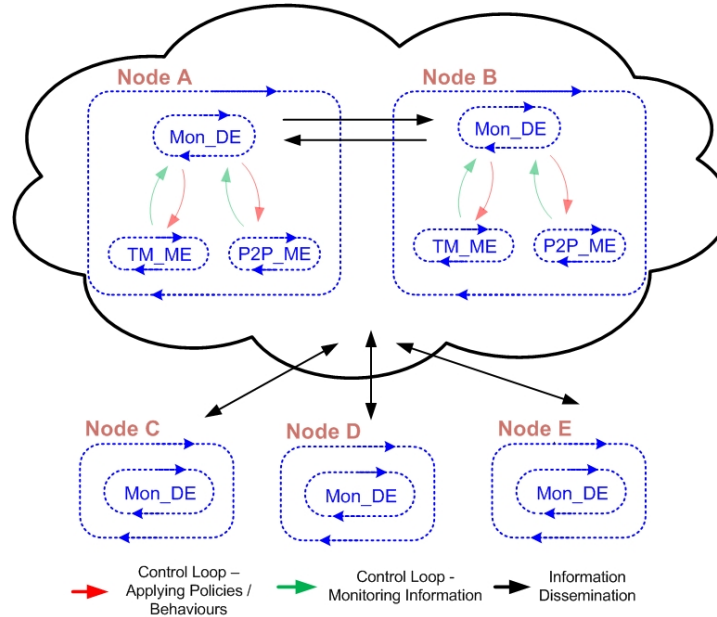 Node A
Node B
Mon_DE
Mon_DE
TM_ME
P2P_ME
TM_ME
P2P_ME
Node C
Node D
Node E
Mon_DE
Mon_DE
Mon_DE
Control Loop –
Applying Policies /
Behaviours
Control Loop -
Monitoring Information
Information
Dissemination